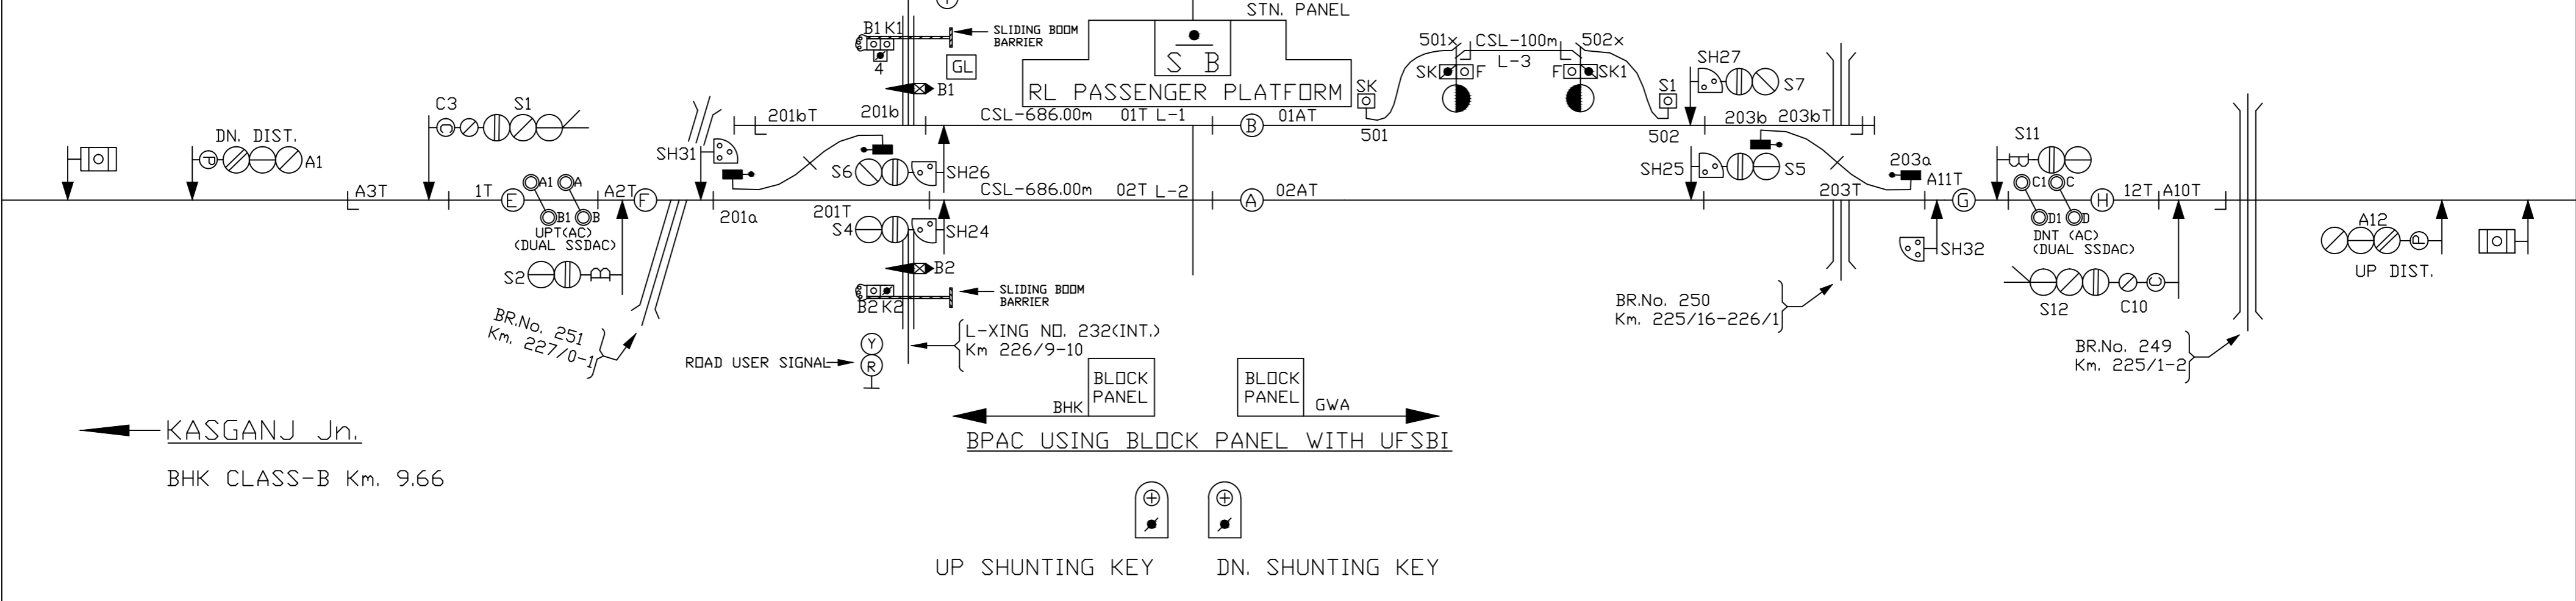 STN. PANEL
B1 K1
SLIDING BOOM
BARRIER
4
GL
B1
S B
RL PASSENGER PLATFORM
SK
501x
CSL-100m
502x
L-3
SK F
F SK1
S1
SH27
S7
C3
S1
DN. DIST.
P
A1
C
201bT
201b
CSL-686.00m
01T L-1
B
01AT
501
502
203b
203bT
S11
B
SH31
S6
SH26
SH25
S5
203a
A3T
1T
E
A1
A
A2T
F
B1
B
UPT(AC)
(DUAL SSDAC)
201a
201T
CSL-686.00m
02T L-2
A
02AT
203T
A11T
G
C1
C
H
12T
A10T
D1
D
DNT (AC)
(DUAL SSDAC)
S4
SH24
SH32
A12
P
UP DIST.
S2
B
B2
SLIDING BOOM
BARRIER
B2 K2
S12
C10
C
BR.No. 251
Km. 227/0-1
L-XING NO. 232(INT.)
Km 226/9-10
ROAD USER SIGNAL
Y
R
BR.No. 250
Km. 225/16-226/1
BR.No. 249
Km. 225/1-2
BLOCK
PANEL
BLOCK
PANEL
BHK
GWA
KASGANJ Jn.
BPAC USING BLOCK PANEL WITH UFSBI
BHK CLASS-B Km. 9.66
UP SHUNTING KEY
DN. SHUNTING KEY